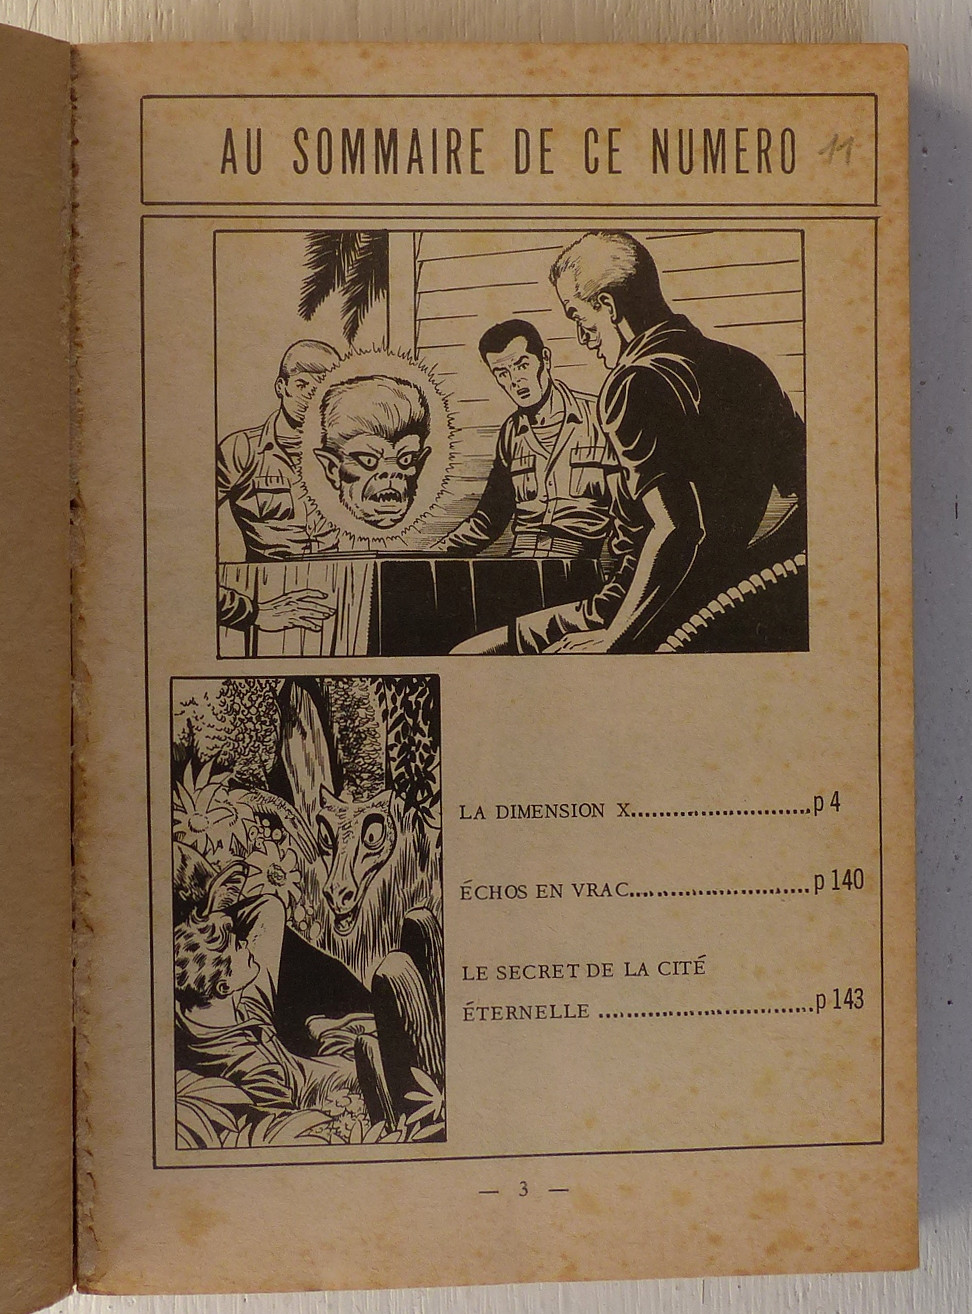 AU SOMMAIRE DE CE NUMERO 11
LA DIMENSION X..............................p 4
ÉCHOS EN VRAC..............................p 140
LE SECRET DE LA CITÉ
ÉTERNELLE ....................................p 143
— 3 —